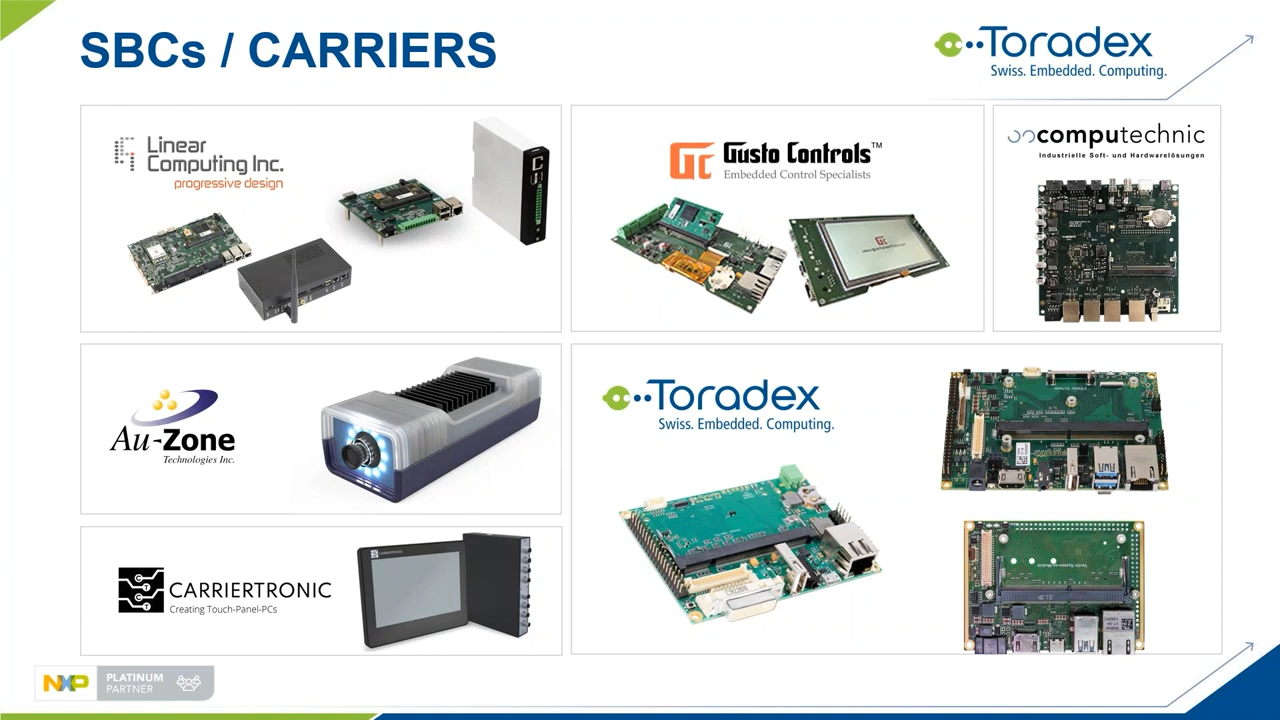 SBCs / CARRIERS
Toradex
Swiss. Embedded. Computing.
Linear
Computing Inc.
progressive design
Gusto Controls™
Embedded Control Specialists
computechnic
Industrielle Soft- und Hardwarelösungen
Au-Zone
Technologies Inc.
Toradex
Swiss. Embedded. Computing.
CARRIERTRONIC
CARRIERTRONIC
Creating Touch-Panel-PCs
NXP
PLATINUM
PARTNER